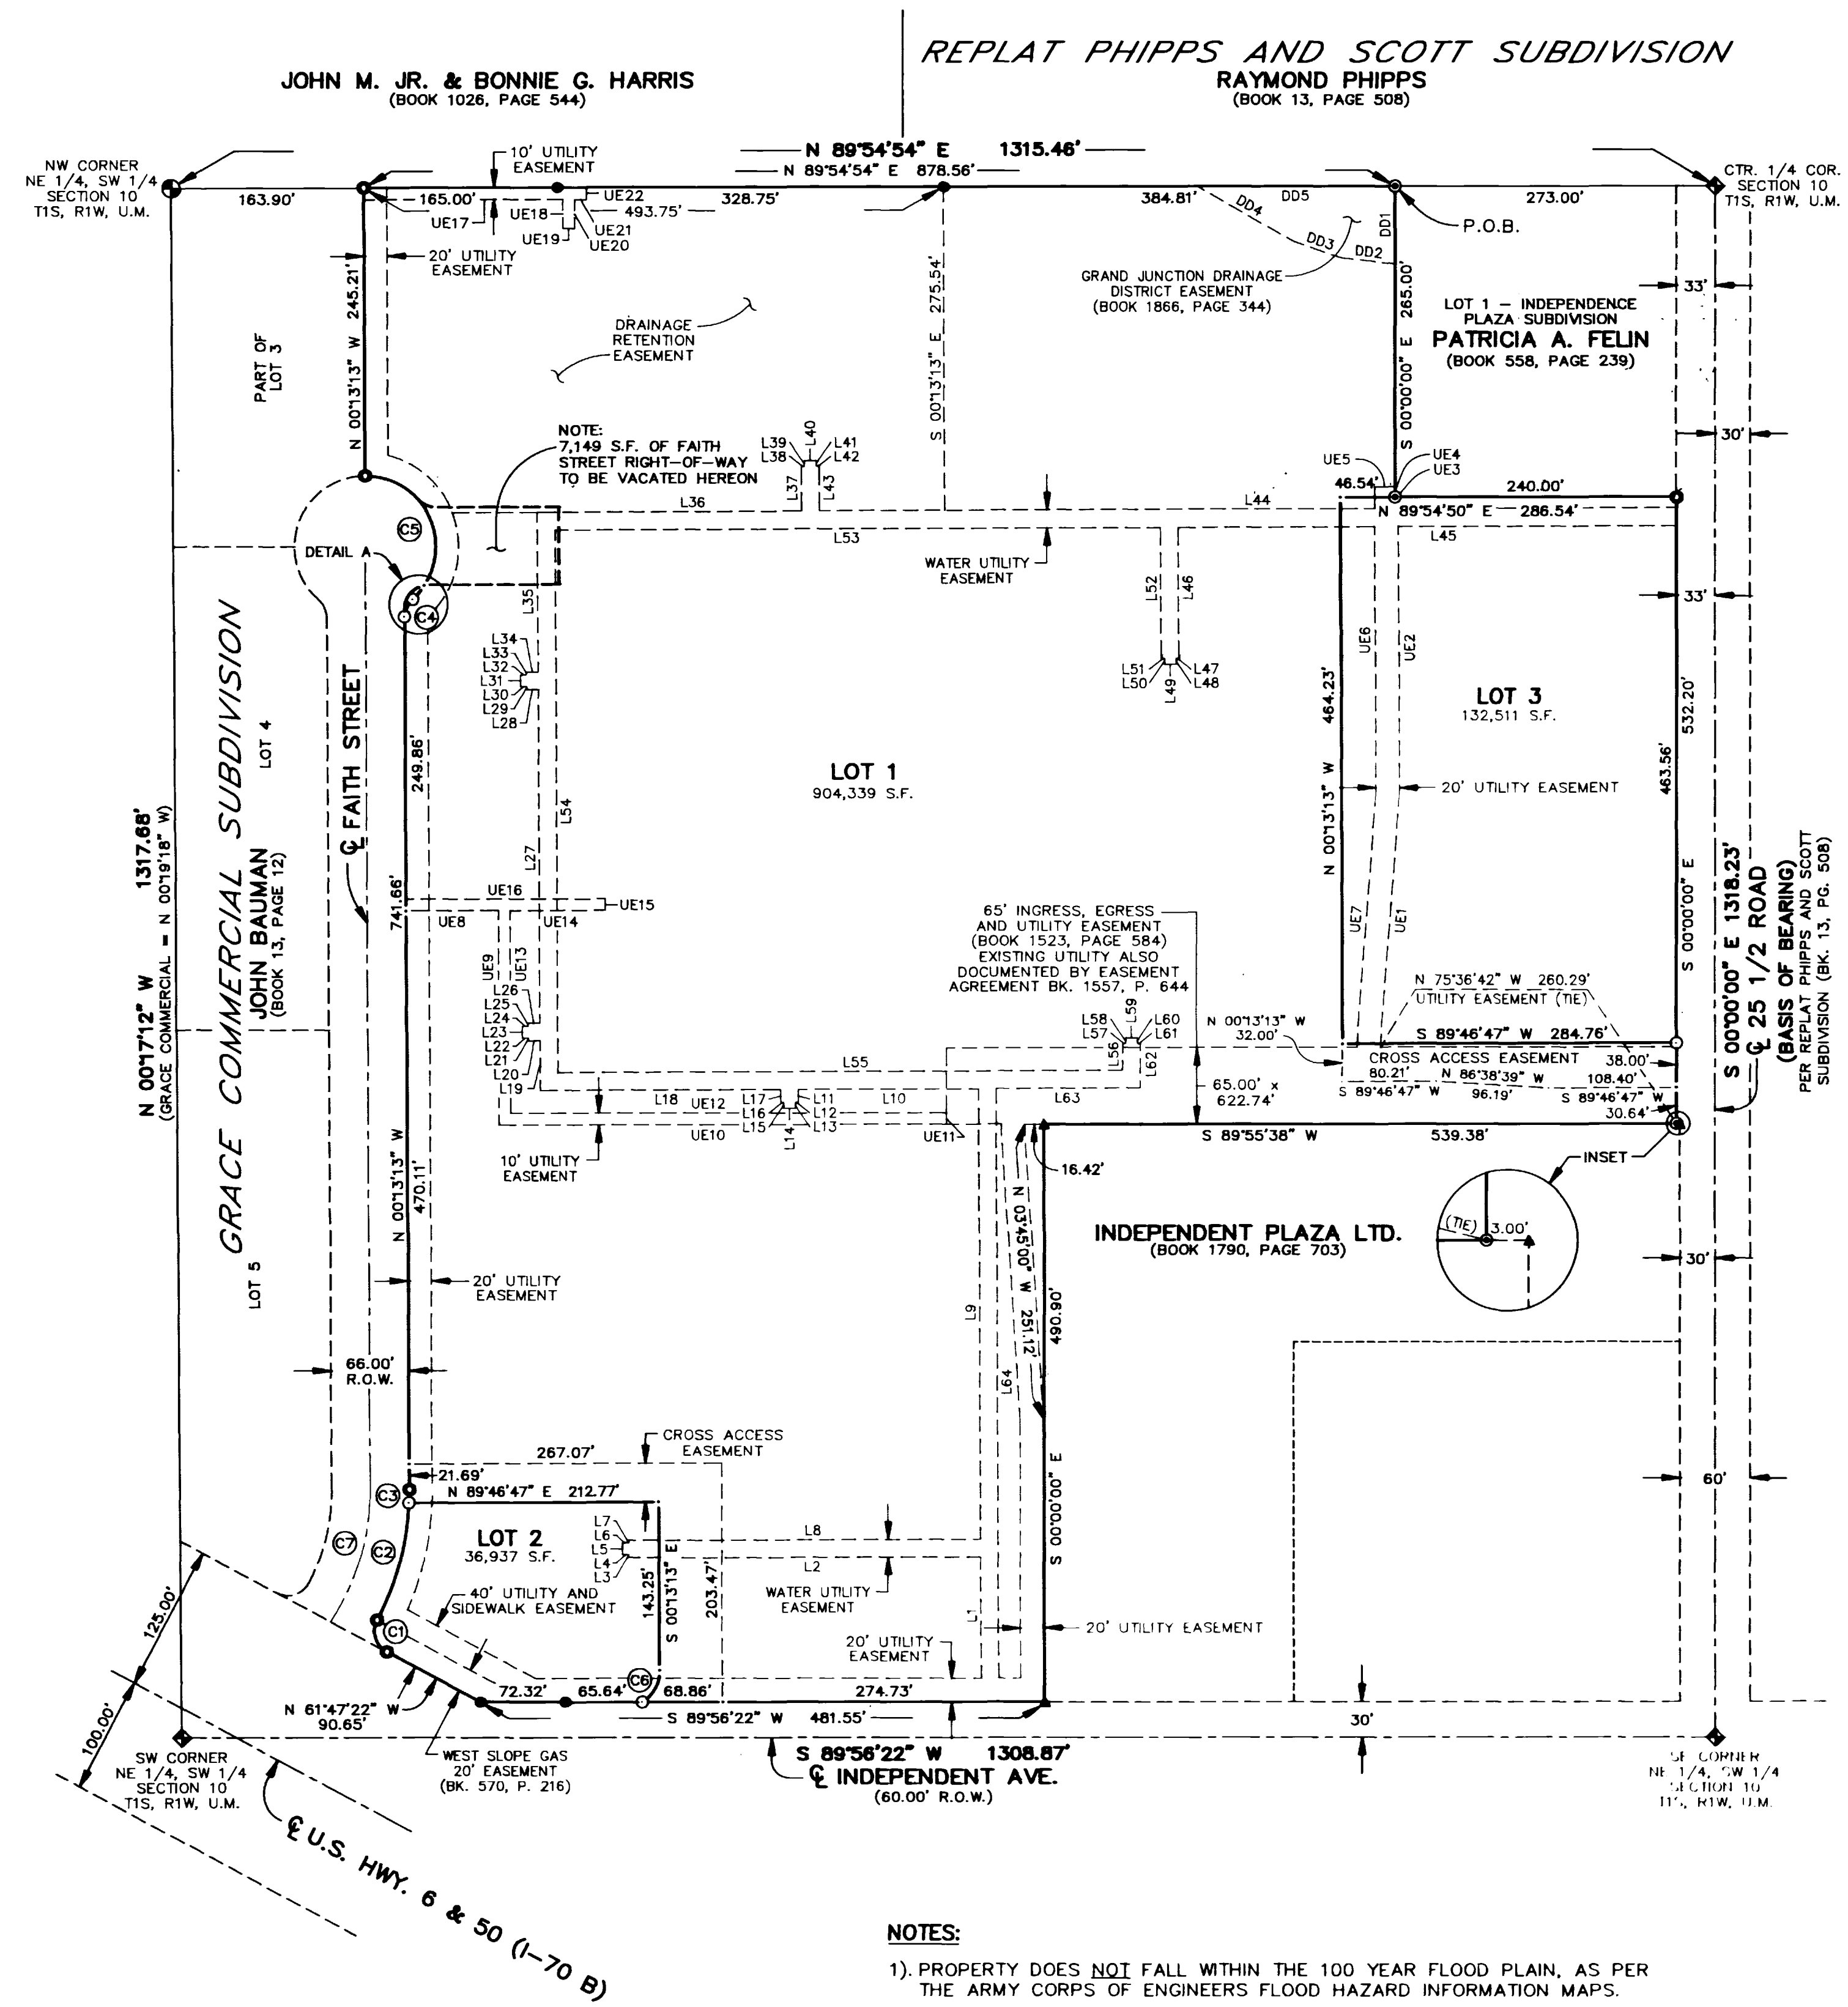 REPLAT PHIPPS AND SCOTT SUBDIVISION
RAYMOND PHIPPS
(BOOK 13, PAGE 508)
JOHN M. JR. & BONNIE G. HARRIS
(BOOK 1026, PAGE 544)
N 89°54'54" E 1315.46'
N 89°54'54" E 878.56'
NW CORNER
NE 1/4, SW 1/4
SECTION 10
T1S, R1W, U.M.
10' UTILITY
EASEMENT
CTR. 1/4 COR.
SECTION 10
T1S, R1W, U.M.
163.90'
165.00'
UE17
UE18
UE19
UE22
493.75'
UE21
UE20
328.75'
384.81'
DD5
DD4
DD3
DD2
DD1
273.00'
P.O.B.
20' UTILITY
EASEMENT
N 00°13'13" W 245.21'
PART OF
LOT 3
DRAINAGE
RETENTION
EASEMENT
S 00°13'13" E 275.54'
GRAND JUNCTION DRAINAGE
DISTRICT EASEMENT
(BOOK 1866, PAGE 344)
S 00°00'00" E 265.00'
LOT 1 - INDEPENDENCE
PLAZA SUBDIVISION
PATRICIA A. FELIN
(BOOK 558, PAGE 239)
33'
30'
NOTE:
7,149 S.F. OF FAITH
STREET RIGHT-OF-WAY
TO BE VACATED HEREON
L39
L38
L40
L41
L42
L37
L43
L36
L44
UE5
UE4
UE3
46.54'
240.00'
N 89°54'50" E 286.54'
L45
C5
DETAIL A
C4
L53
WATER UTILITY
EASEMENT
L35
L52
L46
UE6
UE2
33'
L34
L33
L32
L31
L30
L29
L28
L51
L50
L49
L47
L48
GRACE COMMERCIAL SUBDIVISION
LOT 4
JOHN BAUMAN
(BOOK 13, PAGE 12)
LOT 5
N 00°17'12" W 1317.68'
(GRACE COMMERCIAL = N 00°19'18" W)
℄ FAITH STREET
249.86'
741.66'
N 00°13'13" W
470.11'
LOT 1
904,339 S.F.
LOT 3
132,511 S.F.
464.23'
N 00°13'13" W
20' UTILITY EASEMENT
532.20'
463.56'
S 00°00'00" E
S 00°00'00" E 1318.23'
℄ 25 1/2 ROAD
(BASIS OF BEARING)
PER REPLAT PHIPPS AND SCOTT
SUBDIVISION (BK. 13, PG. 508)
L54
L27
UE16
UE15
UE8
UE14
UE9
UE13
UE7
UE1
65' INGRESS, EGRESS
AND UTILITY EASEMENT
(BOOK 1523, PAGE 584)
EXISTING UTILITY ALSO
DOCUMENTED BY EASEMENT
AGREEMENT BK. 1557, P. 644
N 75°36'42" W 260.29'
UTILITY EASEMENT (TIE)
L26
L25
L24
L23
L22
L21
L20
L19
L58
L57
L59
L60
L61
L56
L62
N 00°13'13" W
32.00'
S 89°46'47" W 284.76'
CROSS ACCESS EASEMENT
38.00'
80.21'
N 86°38'39" W
108.40'
S 89°46'47" W
96.19'
S 89°46'47" W
30.64'
L55
65.00' x
622.74'
L18
UE12
L17
L16
L15
L14
L11
L12
L13
L10
L63
UE10
UE11
10' UTILITY
EASEMENT
S 89°55'38" W
539.38'
16.42'
INSET
(TIE)
3.00'
N 03°45'00" W 251.12'
490.90'
S 00°00'00" E
INDEPENDENT PLAZA LTD.
(BOOK 1790, PAGE 703)
30'
20' UTILITY
EASEMENT
66.00'
R.O.W.
L9
L64
CROSS ACCESS
EASEMENT
267.07'
21.69'
C3
N 89°46'47" E 212.77'
60'
LOT 2
36,937 S.F.
L7
L6
L5
L4
L3
L8
L2
C7
C2
143.25'
S 00°13'13" E
203.47'
WATER UTILITY
EASEMENT
L1
40' UTILITY AND
SIDEWALK EASEMENT
C1
20' UTILITY EASEMENT
20' UTILITY
EASEMENT
125.00'
100.00'
C6
72.32'
65.64'
68.86'
274.73'
N 61°47'22" W
90.65'
S 89°56'22" W 481.55'
30'
S 89°56'22" W 1308.87'
℄ INDEPENDENT AVE.
(60.00' R.O.W.)
WEST SLOPE GAS
20' EASEMENT
(BK. 570, P. 216)
SW CORNER
NE 1/4, SW 1/4
SECTION 10
T1S, R1W, U.M.
SE CORNER
NE 1/4, SW 1/4
SECTION 10
T1S, R1W, U.M.
℄ U.S. HWY. 6 & 50 (I-70 B)
NOTES:
1). PROPERTY DOES NOT FALL WITHIN THE 100 YEAR FLOOD PLAIN, AS PER
THE ARMY CORPS OF ENGINEERS FLOOD HAZARD INFORMATION MAPS.